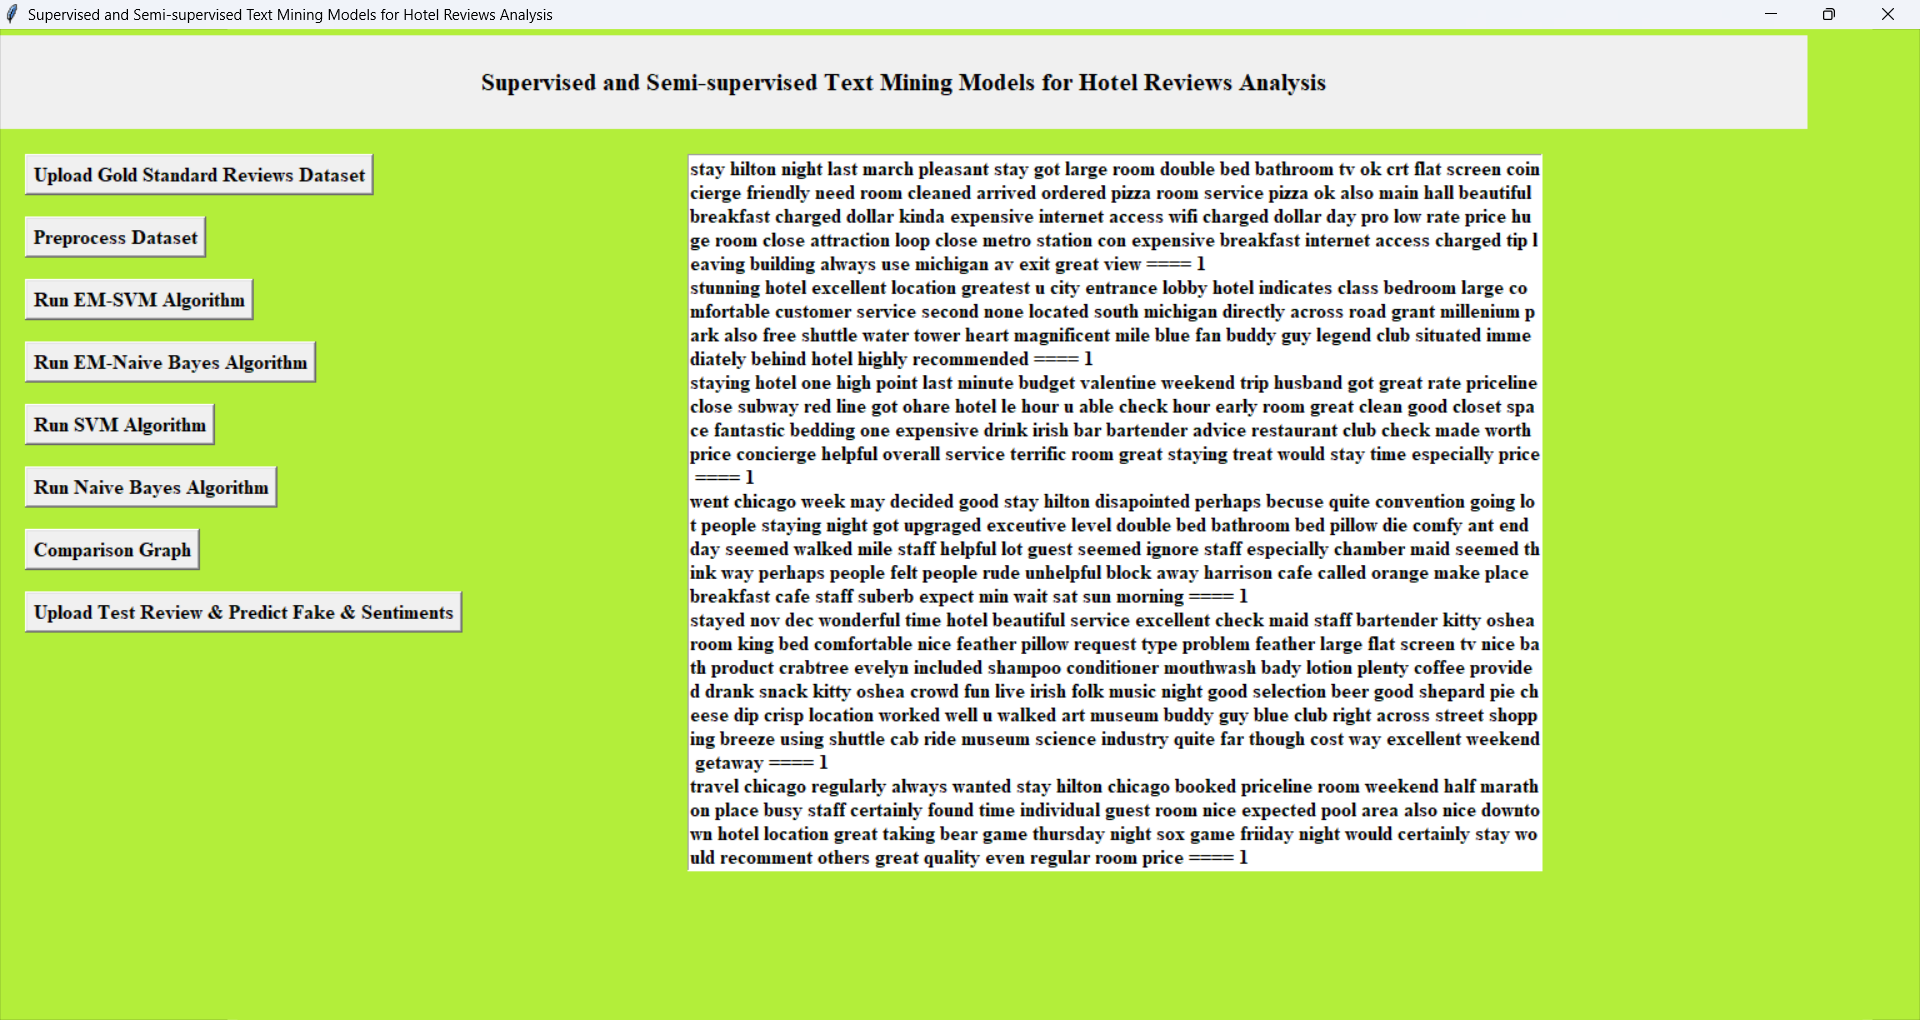 Supervised and Semi-supervised Text Mining Models for Hotel Reviews Analysis
Supervised and Semi-supervised Text Mining Models for Hotel Reviews Analysis
Upload Gold Standard Reviews Dataset
Preprocess Dataset
Run EM-SVM Algorithm
Run EM-Naive Bayes Algorithm
Run SVM Algorithm
Run Naive Bayes Algorithm
Comparison Graph
Upload Test Review & Predict Fake & Sentiments
stay hilton night last march pleasant stay got large room double bed bathroom tv ok crt flat screen coin
cierge friendly need room cleaned arrived ordered pizza room service pizza ok also main hall beautiful
breakfast charged dollar kinda expensive internet access wifi charged dollar day pro low rate price hu
ge room close attraction loop close metro station con expensive breakfast internet access charged tip l
eaving building always use michigan av exit great view ==== 1
stunning hotel excellent location greatest u city entrance lobby hotel indicates class bedroom large co
mfortable customer service second none located south michigan directly across road grant millenium p
ark also free shuttle water tower heart magnificent mile blue fan buddy guy legend club situated imme
diately behind hotel highly recommended ==== 1
staying hotel one high point last minute budget valentine weekend trip husband got great rate priceline
close subway red line got ohare hotel le hour u able check hour early room great clean good closet spa
ce fantastic bedding one expensive drink irish bar bartender advice restaurant club check made worth
price concierge helpful overall service terrific room great staying treat would stay time especially price
==== 1
went chicago week may decided good stay hilton disapointed perhaps becuse quite convention going lo
t people staying night got upgraged exceutive level double bed bathroom bed pillow die comfy ant end
day seemed walked mile staff helpful lot guest seemed ignore staff especially chamber maid seemed th
ink way perhaps people felt people rude unhelpful block away harrison cafe called orange make place
breakfast cafe staff suberb expect min wait sat sun morning ==== 1
stayed nov dec wonderful time hotel beautiful service excellent check maid staff bartender kitty oshea
room king bed comfortable nice feather pillow request type problem feather large flat screen tv nice ba
th product crabtree evelyn included shampoo conditioner mouthwash bady lotion plenty coffee provide
d drank snack kitty oshea crowd fun live irish folk music night good selection beer good shepard pie ch
eese dip crisp location worked well u walked art museum buddy guy blue club right across street shopp
ing breeze using shuttle cab ride museum science industry quite far though cost way excellent weekend
getaway ==== 1
travel chicago regularly always wanted stay hilton chicago booked priceline room weekend half marath
on place busy staff certainly found time individual guest room nice expected pool area also nice downto
wn hotel location great taking bear game thursday night sox game friiday night would certainly stay wo
uld recomment others great quality even regular room price ==== 1